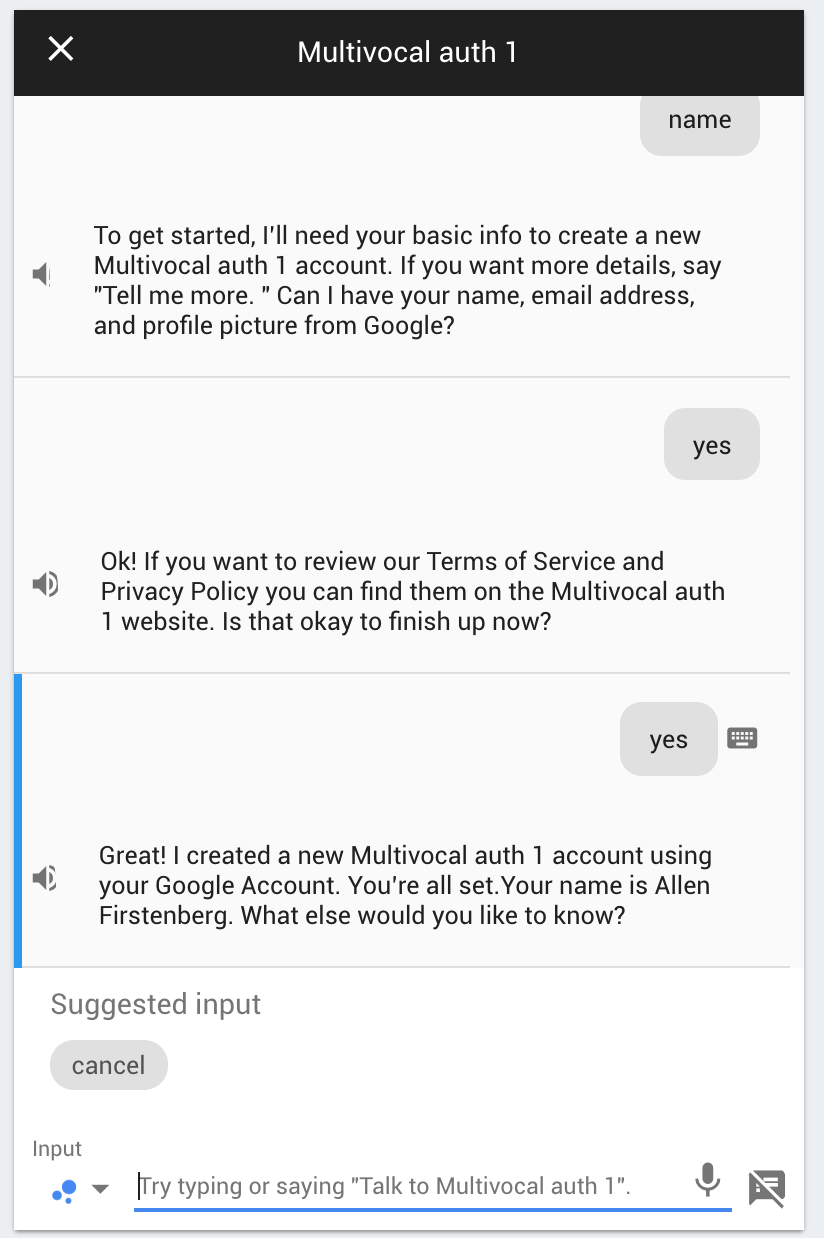 Multivocal auth 1
name
To get started, I'll need your basic info to create a new
Multivocal auth 1 account. If you want more details, say
"Tell me more. " Can I have your name, email address,
and profile picture from Google?
yes
Ok! If you want to review our Terms of Service and
Privacy Policy you can find them on the Multivocal auth
1 website. Is that okay to finish up now?
yes
Great! I created a new Multivocal auth 1 account using
your Google Account. You're all set.Your name is Allen
Firstenberg. What else would you like to know?
Suggested input
cancel
Input
Try typing or saying "Talk to Multivocal auth 1".